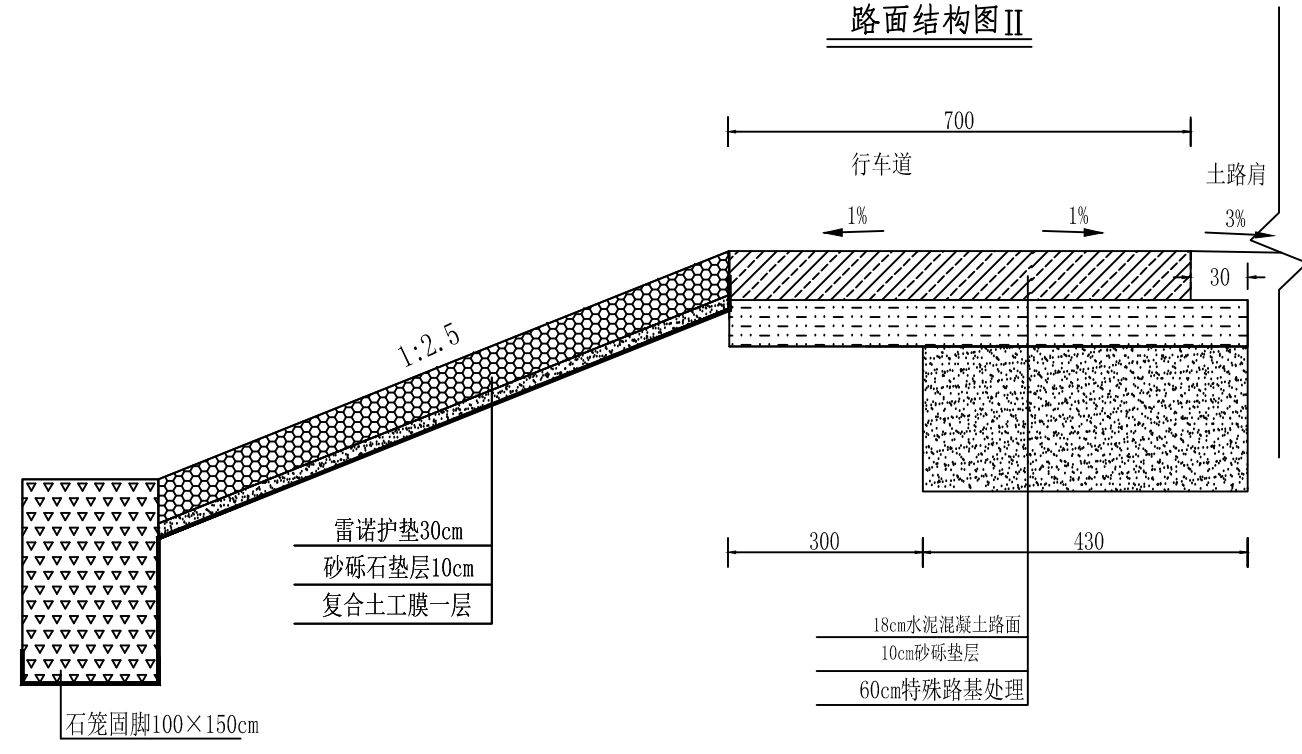 路面结构图Ⅱ
700
行车道
土路肩
1%
1%
3%
30
1:2.5
雷诺护垫30cm
砂砾石垫层10cm
复合土工膜一层
300
430
18cm水泥混凝土路面
10cm砂砾垫层
60cm特殊路基处理
石笼固脚100×150cm